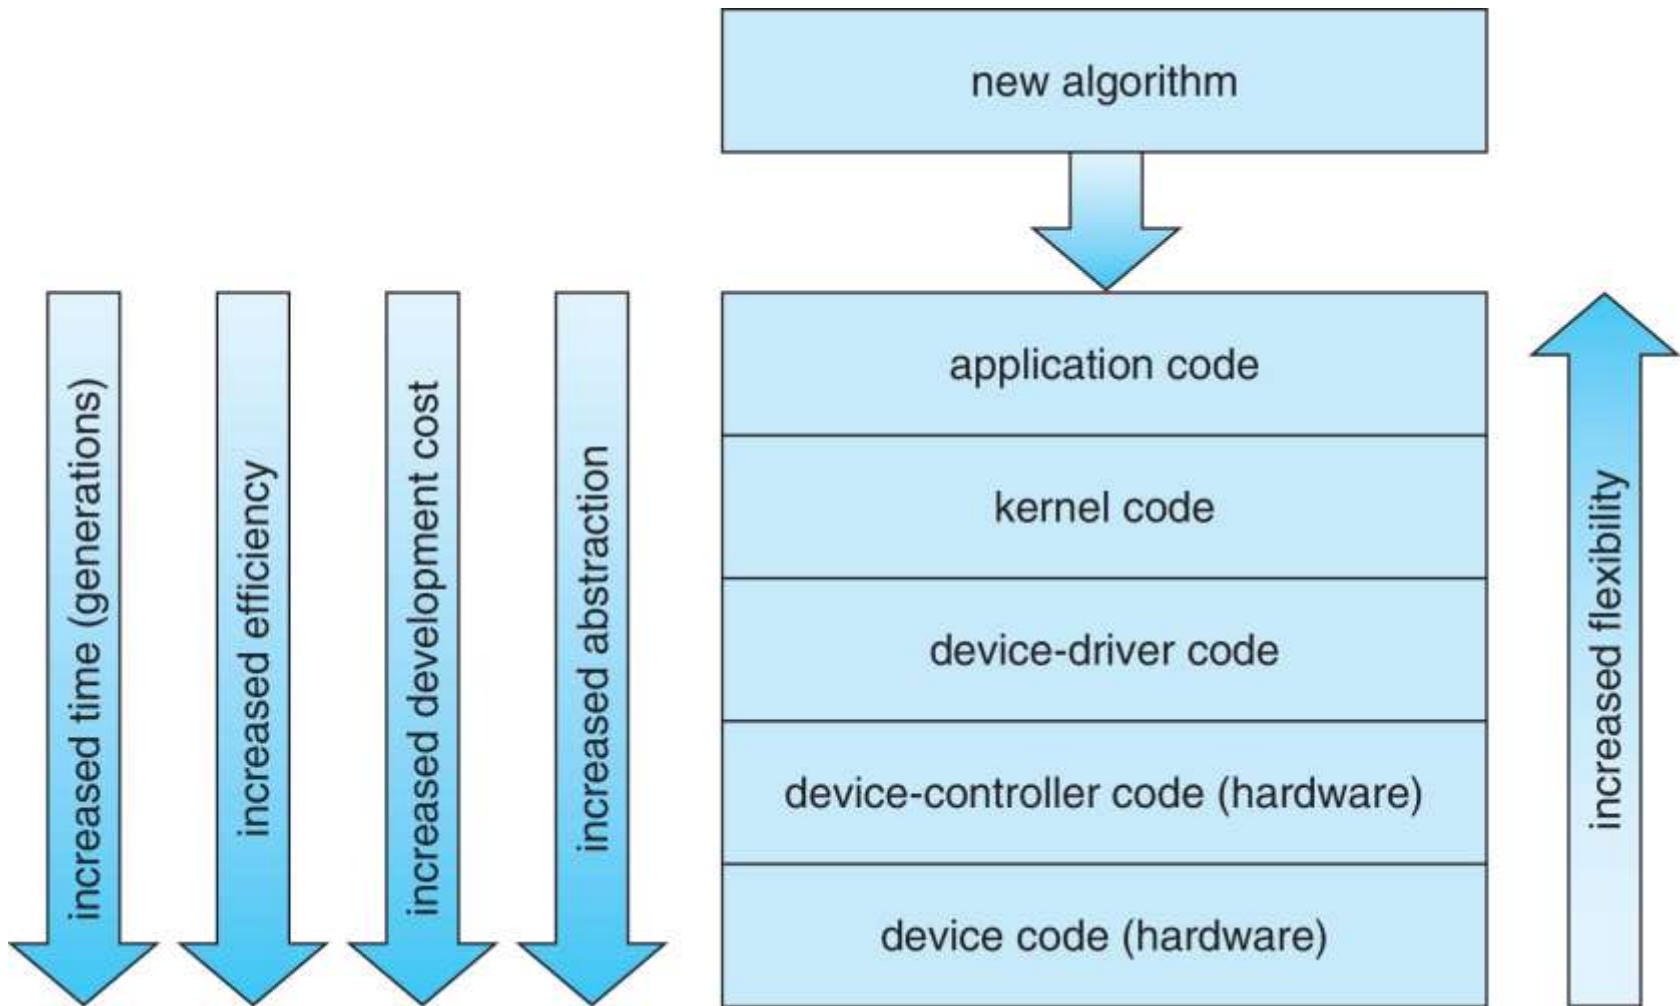 new algorithm
increased time (generations)
increased efficiency
increased development cost
increased abstraction
application code
kernel code
device-driver code
device-controller code (hardware)
device code (hardware)
increased flexibility